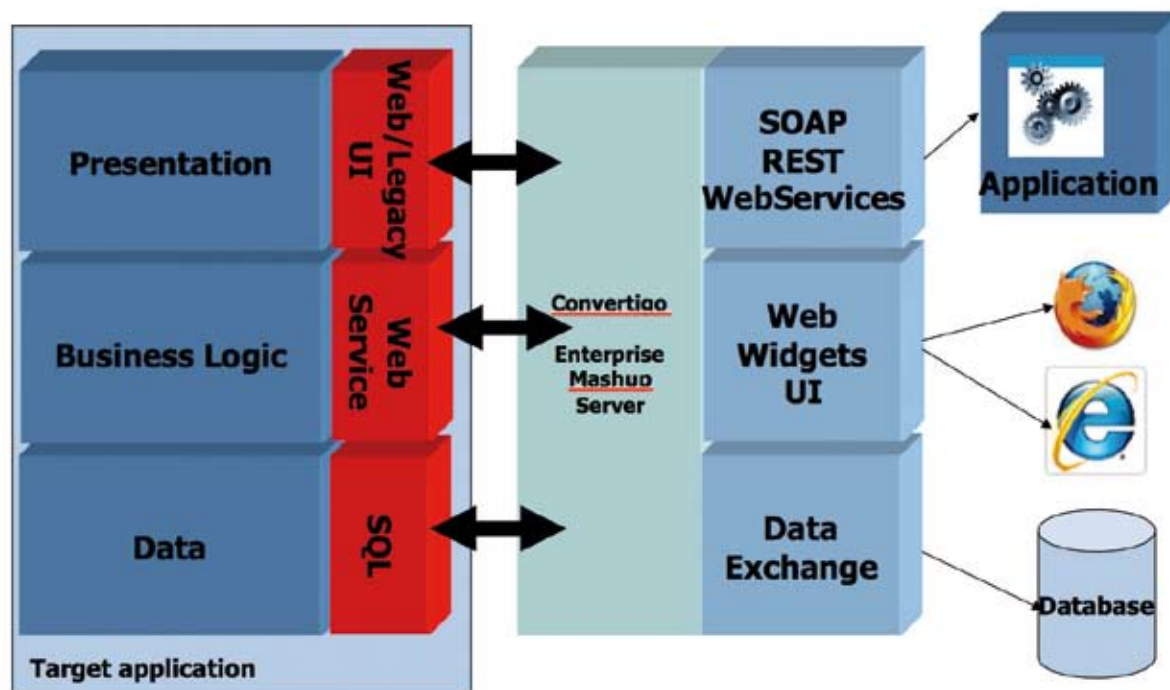 Presentation
Web/Legacy
UI
Business Logic
Web
Service
Data
SQL
Target application
Convertigo
Enterprise
Mashup
Server
SOAP
REST
WebServices
Web
Widgets
UI
Data
Exchange
Application
Database